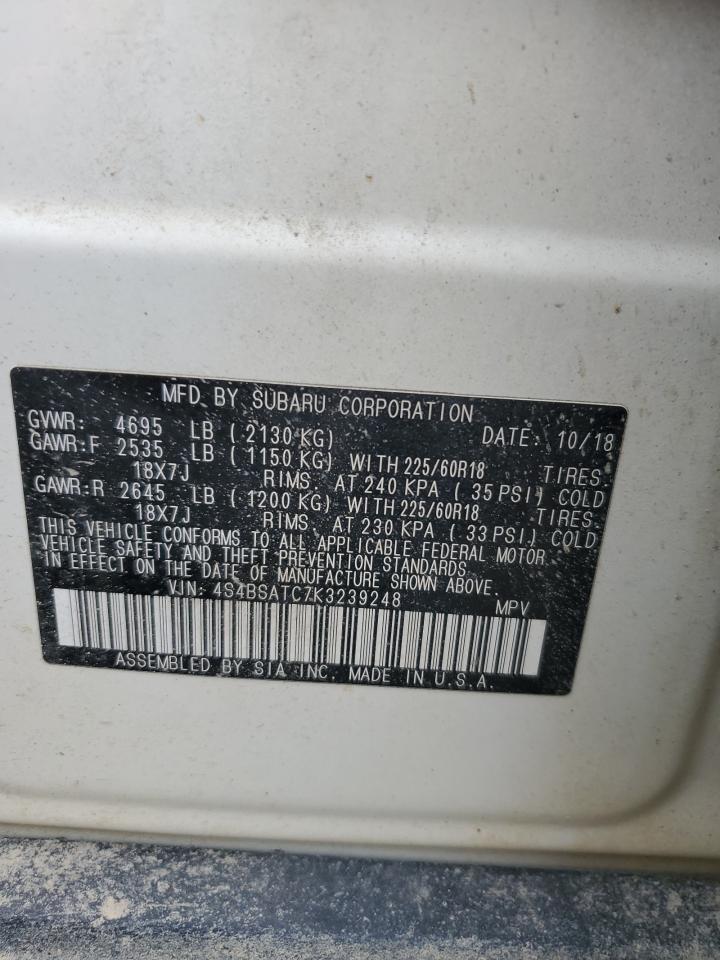 MFD. BY SUBARU CORPORATION
GVWR: 4695 LB (2130 KG) DATE: 10/18
GAWR:F 2535 LB (1150 KG) WITH 225/60R18 TIRES
18X7J RIMS AT 240 KPA (35 PSI) COLD
GAWR:R 2645 LB (1200 KG) WITH 225/60R18 TIRES
18X7J RIMS AT 230 KPA (33 PSI) COLD
THIS VEHICLE CONFORMS TO ALL APPLICABLE FEDERAL MOTOR
VEHICLE SAFETY AND THEFT PREVENTION STANDARDS
IN EFFECT ON THE DATE OF MANUFACTURE SHOWN ABOVE.
VIN: 4S4BSATC7K3239248 MPV
ASSEMBLED BY SIA INC. MADE IN U.S.A.